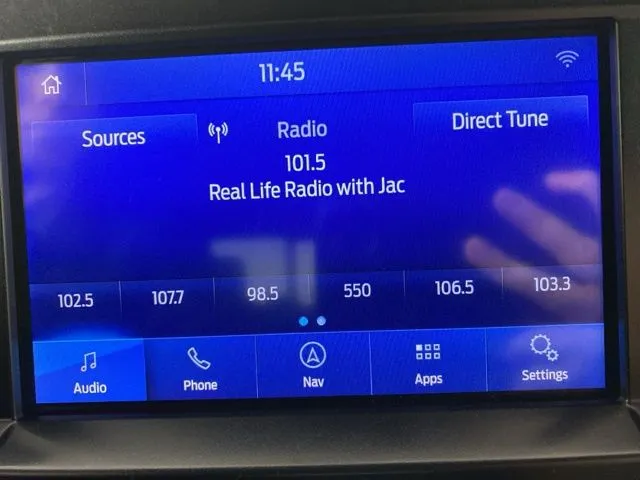 11:45
Sources
Radio
Direct Tune
101.5
Real Life Radio with Jac
102.5 107.7 98.5 550 106.5 103.3
Audio Phone Nav Apps Settings